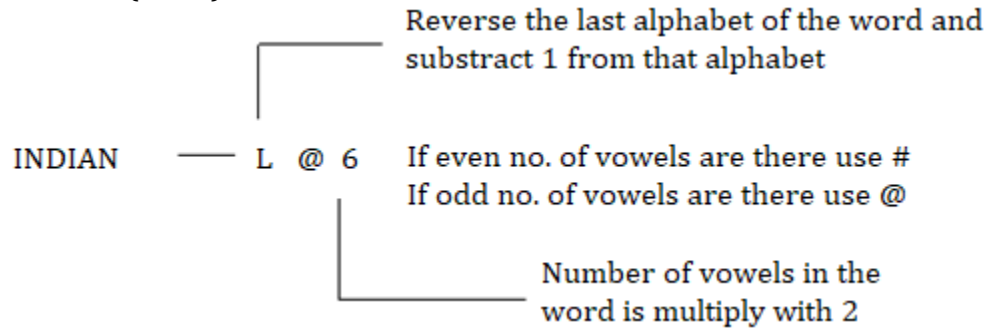 Reverse the last alphabet of the word and
substract 1 from that alphabet
INDIAN — L @ 6
If even no. of vowels are there use #
If odd no. of vowels are there use @
Number of vowels in the
word is multiply with 2